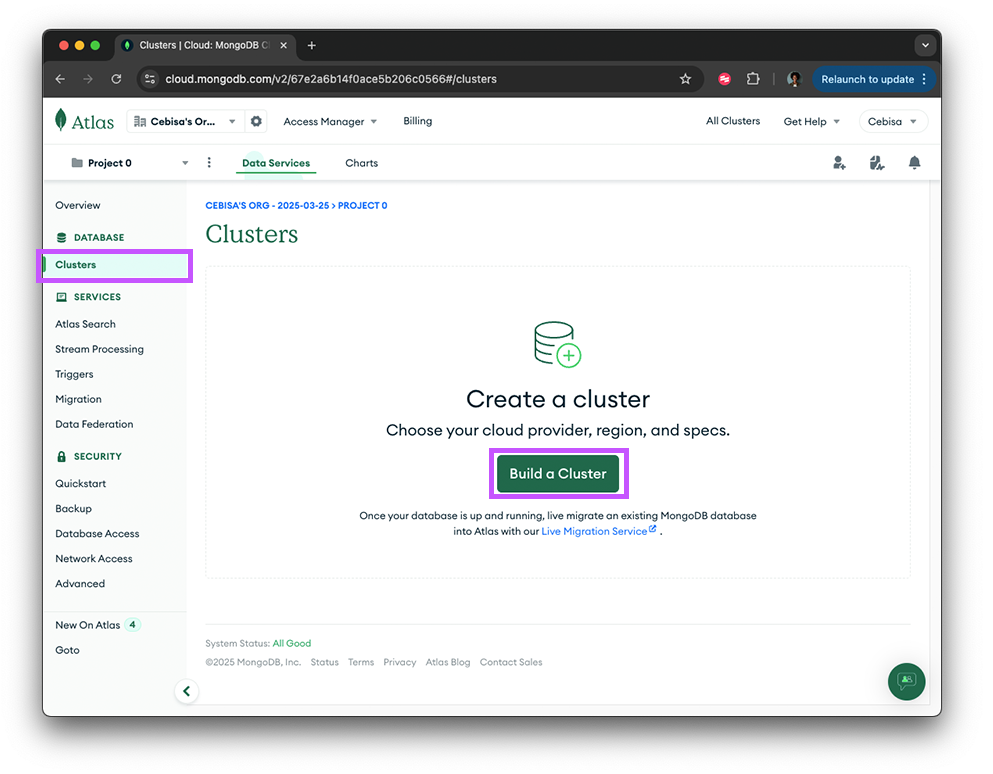 Clusters | Cloud: MongoDB C
cloud.mongodb.com/v2/67e2a6b14f0ace5b206c0566#/clusters
Relaunch to update
Atlas
Cebisa's Or...
Access Manager
Billing
All Clusters
Get Help
Cebisa
Project 0
Data Services
Charts
Overview
DATABASE
Clusters
SERVICES
Atlas Search
Stream Processing
Triggers
Migration
Data Federation
SECURITY
Quickstart
Backup
Database Access
Network Access
Advanced
New On Atlas 4
Goto
CEBISA'S ORG - 2025-03-25 > PROJECT 0
Clusters
Create a cluster
Choose your cloud provider, region, and specs.
Build a Cluster
Once your database is up and running, live migrate an existing MongoDB database
into Atlas with our Live Migration Service .
System Status: All Good
©2025 MongoDB, Inc. Status Terms Privacy Atlas Blog Contact Sales